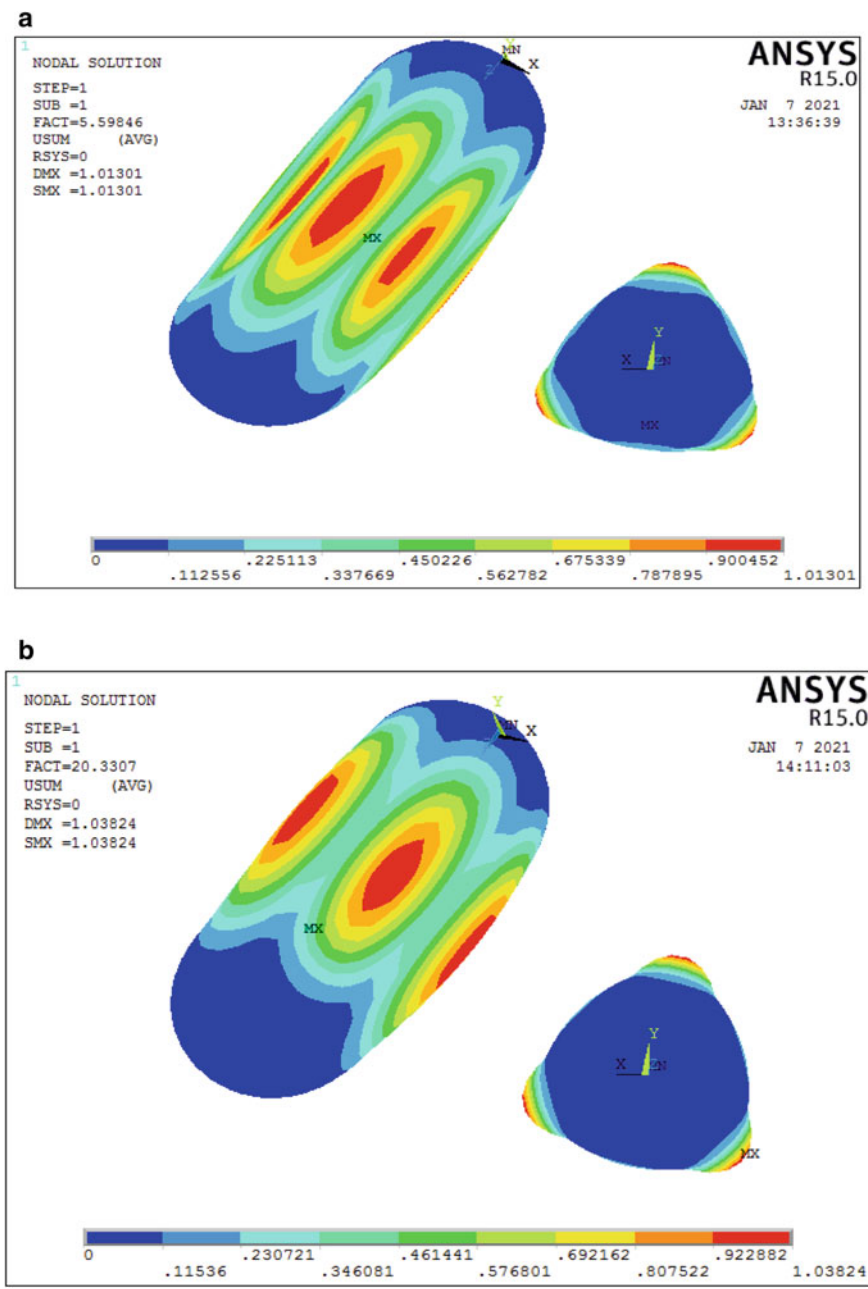 a
1
NODAL SOLUTION
STEP=1
SUB =1
FACT=5.59846
USUM (AVG)
RSYS=0
DMX =1.01301
SMX =1.01301
ANSYS
R15.0
JAN 7 2021
13:36:39
Y
MN
X
Z
MX
Y
X
MX
0 .225113 .450226 .675339 .900452
.112556 .337669 .562782 .787895 1.01301
b
1
NODAL SOLUTION
STEP=1
SUB =1
FACT=20.3307
USUM (AVG)
RSYS=0
DMX =1.03824
SMX =1.03824
ANSYS
R15.0
JAN 7 2021
14:11:03
Y
X
MX
Y
X
MX
0 .230721 .461441 .692162 .922882
.11536 .346081 .576801 .807522 1.03824